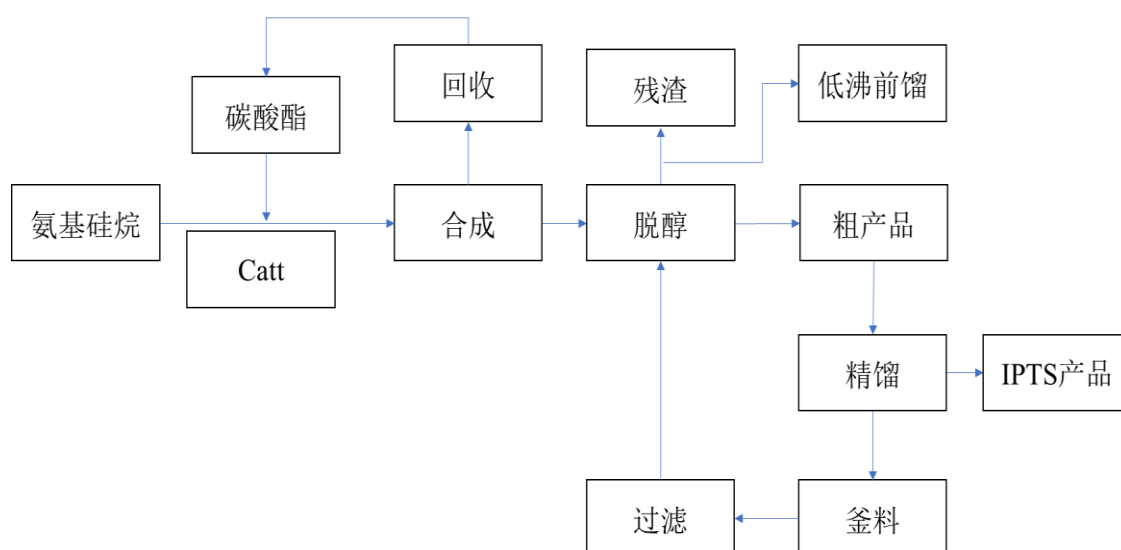 回收
残渣
低沸前馏
碳酸酯
氨基硅烷
合成
脱醇
粗产品
Catt
精馏
IPTS产品
过滤
釜料